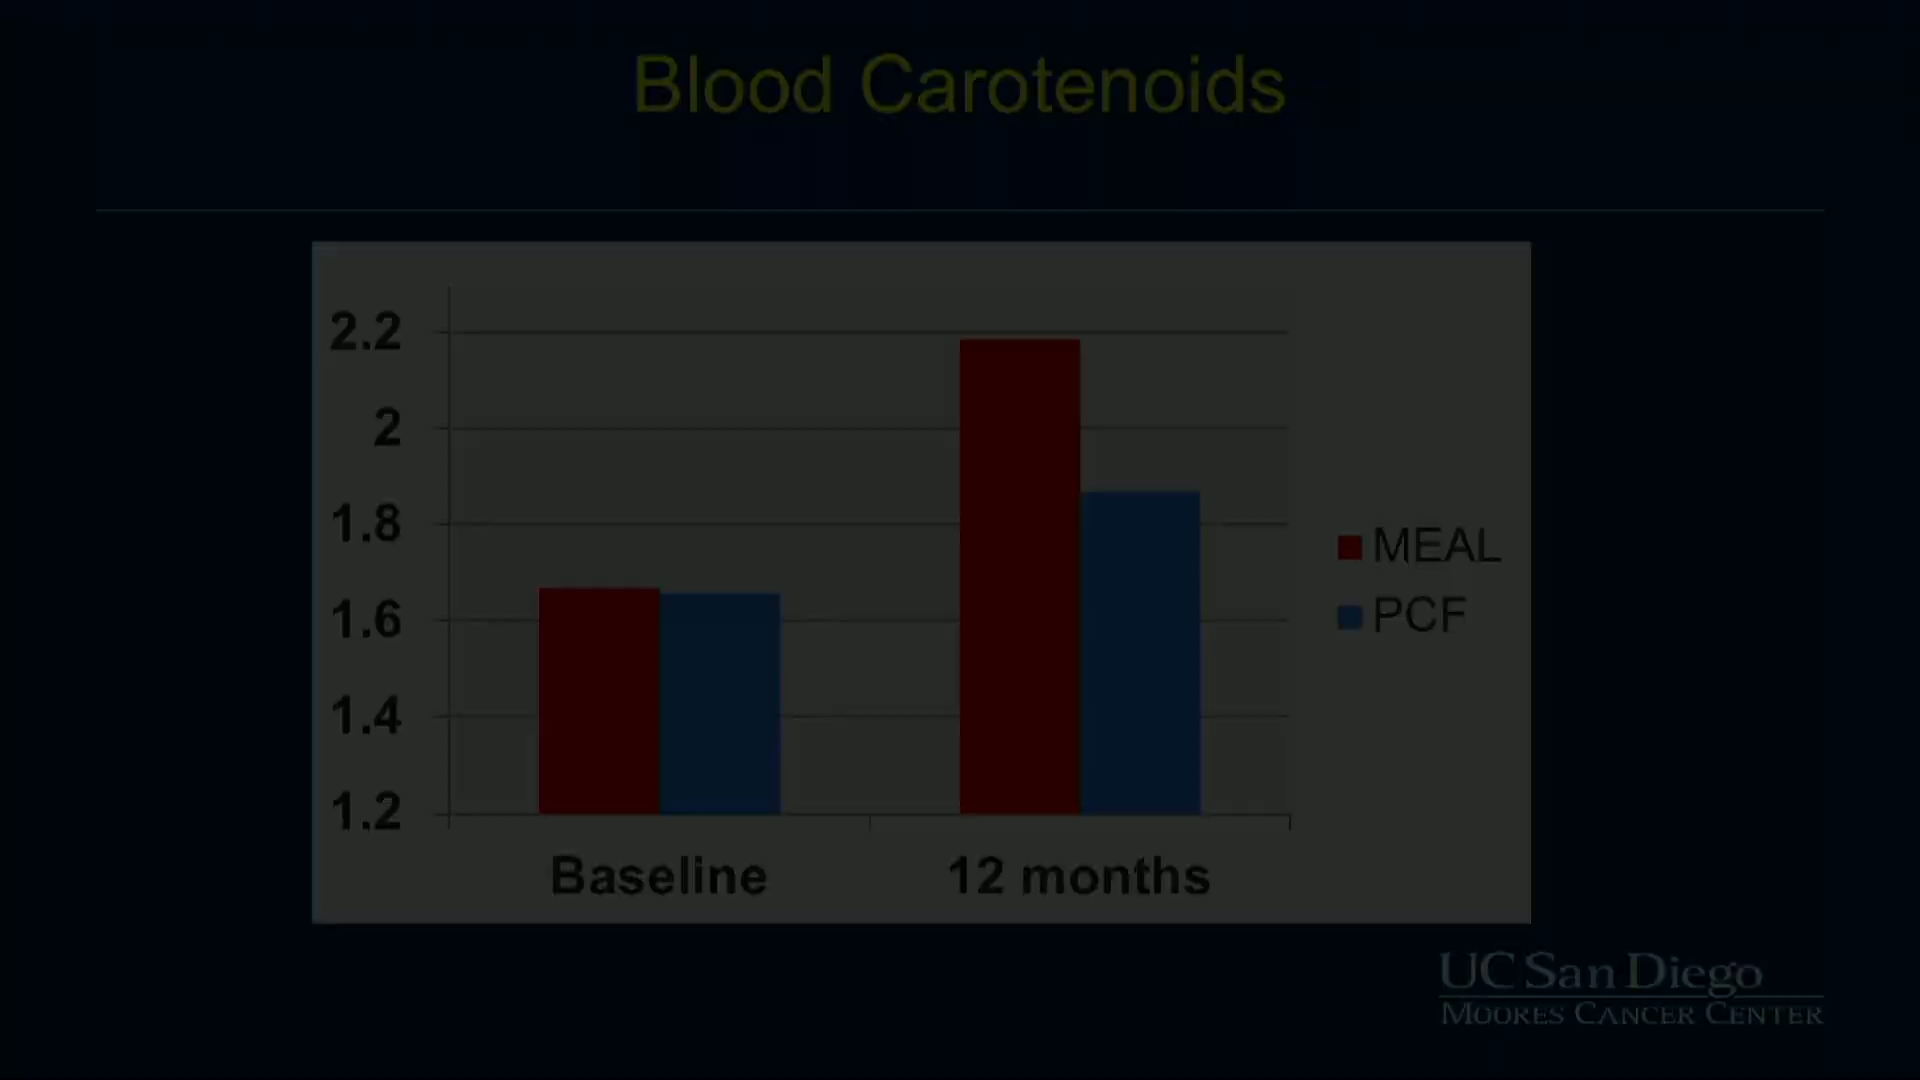 Blood Carotenoids
2.2
2
1.8
1.6
1.4
1.2
Baseline
12 months
MEAL
PCF
UC San Diego
MOORES CANCER CENTER